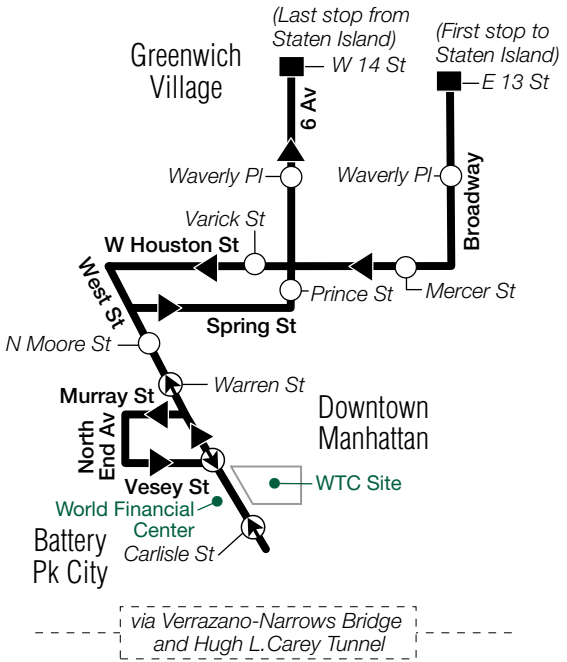 (Last stop from
Staten Island)
W 14 St
(First stop to
Staten Island)
E 13 St
Greenwich
Village
6 Av
Broadway
Waverly Pl
Waverly Pl
Varick St
W Houston St
West St
Mercer St
Prince St
Spring St
N Moore St
Warren St
Murray St
North
End Av
Vesey St
Downtown
Manhattan
WTC Site
World Financial
Center
Carlisle St
Battery
Pk City
via Verrazano-Narrows Bridge
and Hugh L.Carey Tunnel